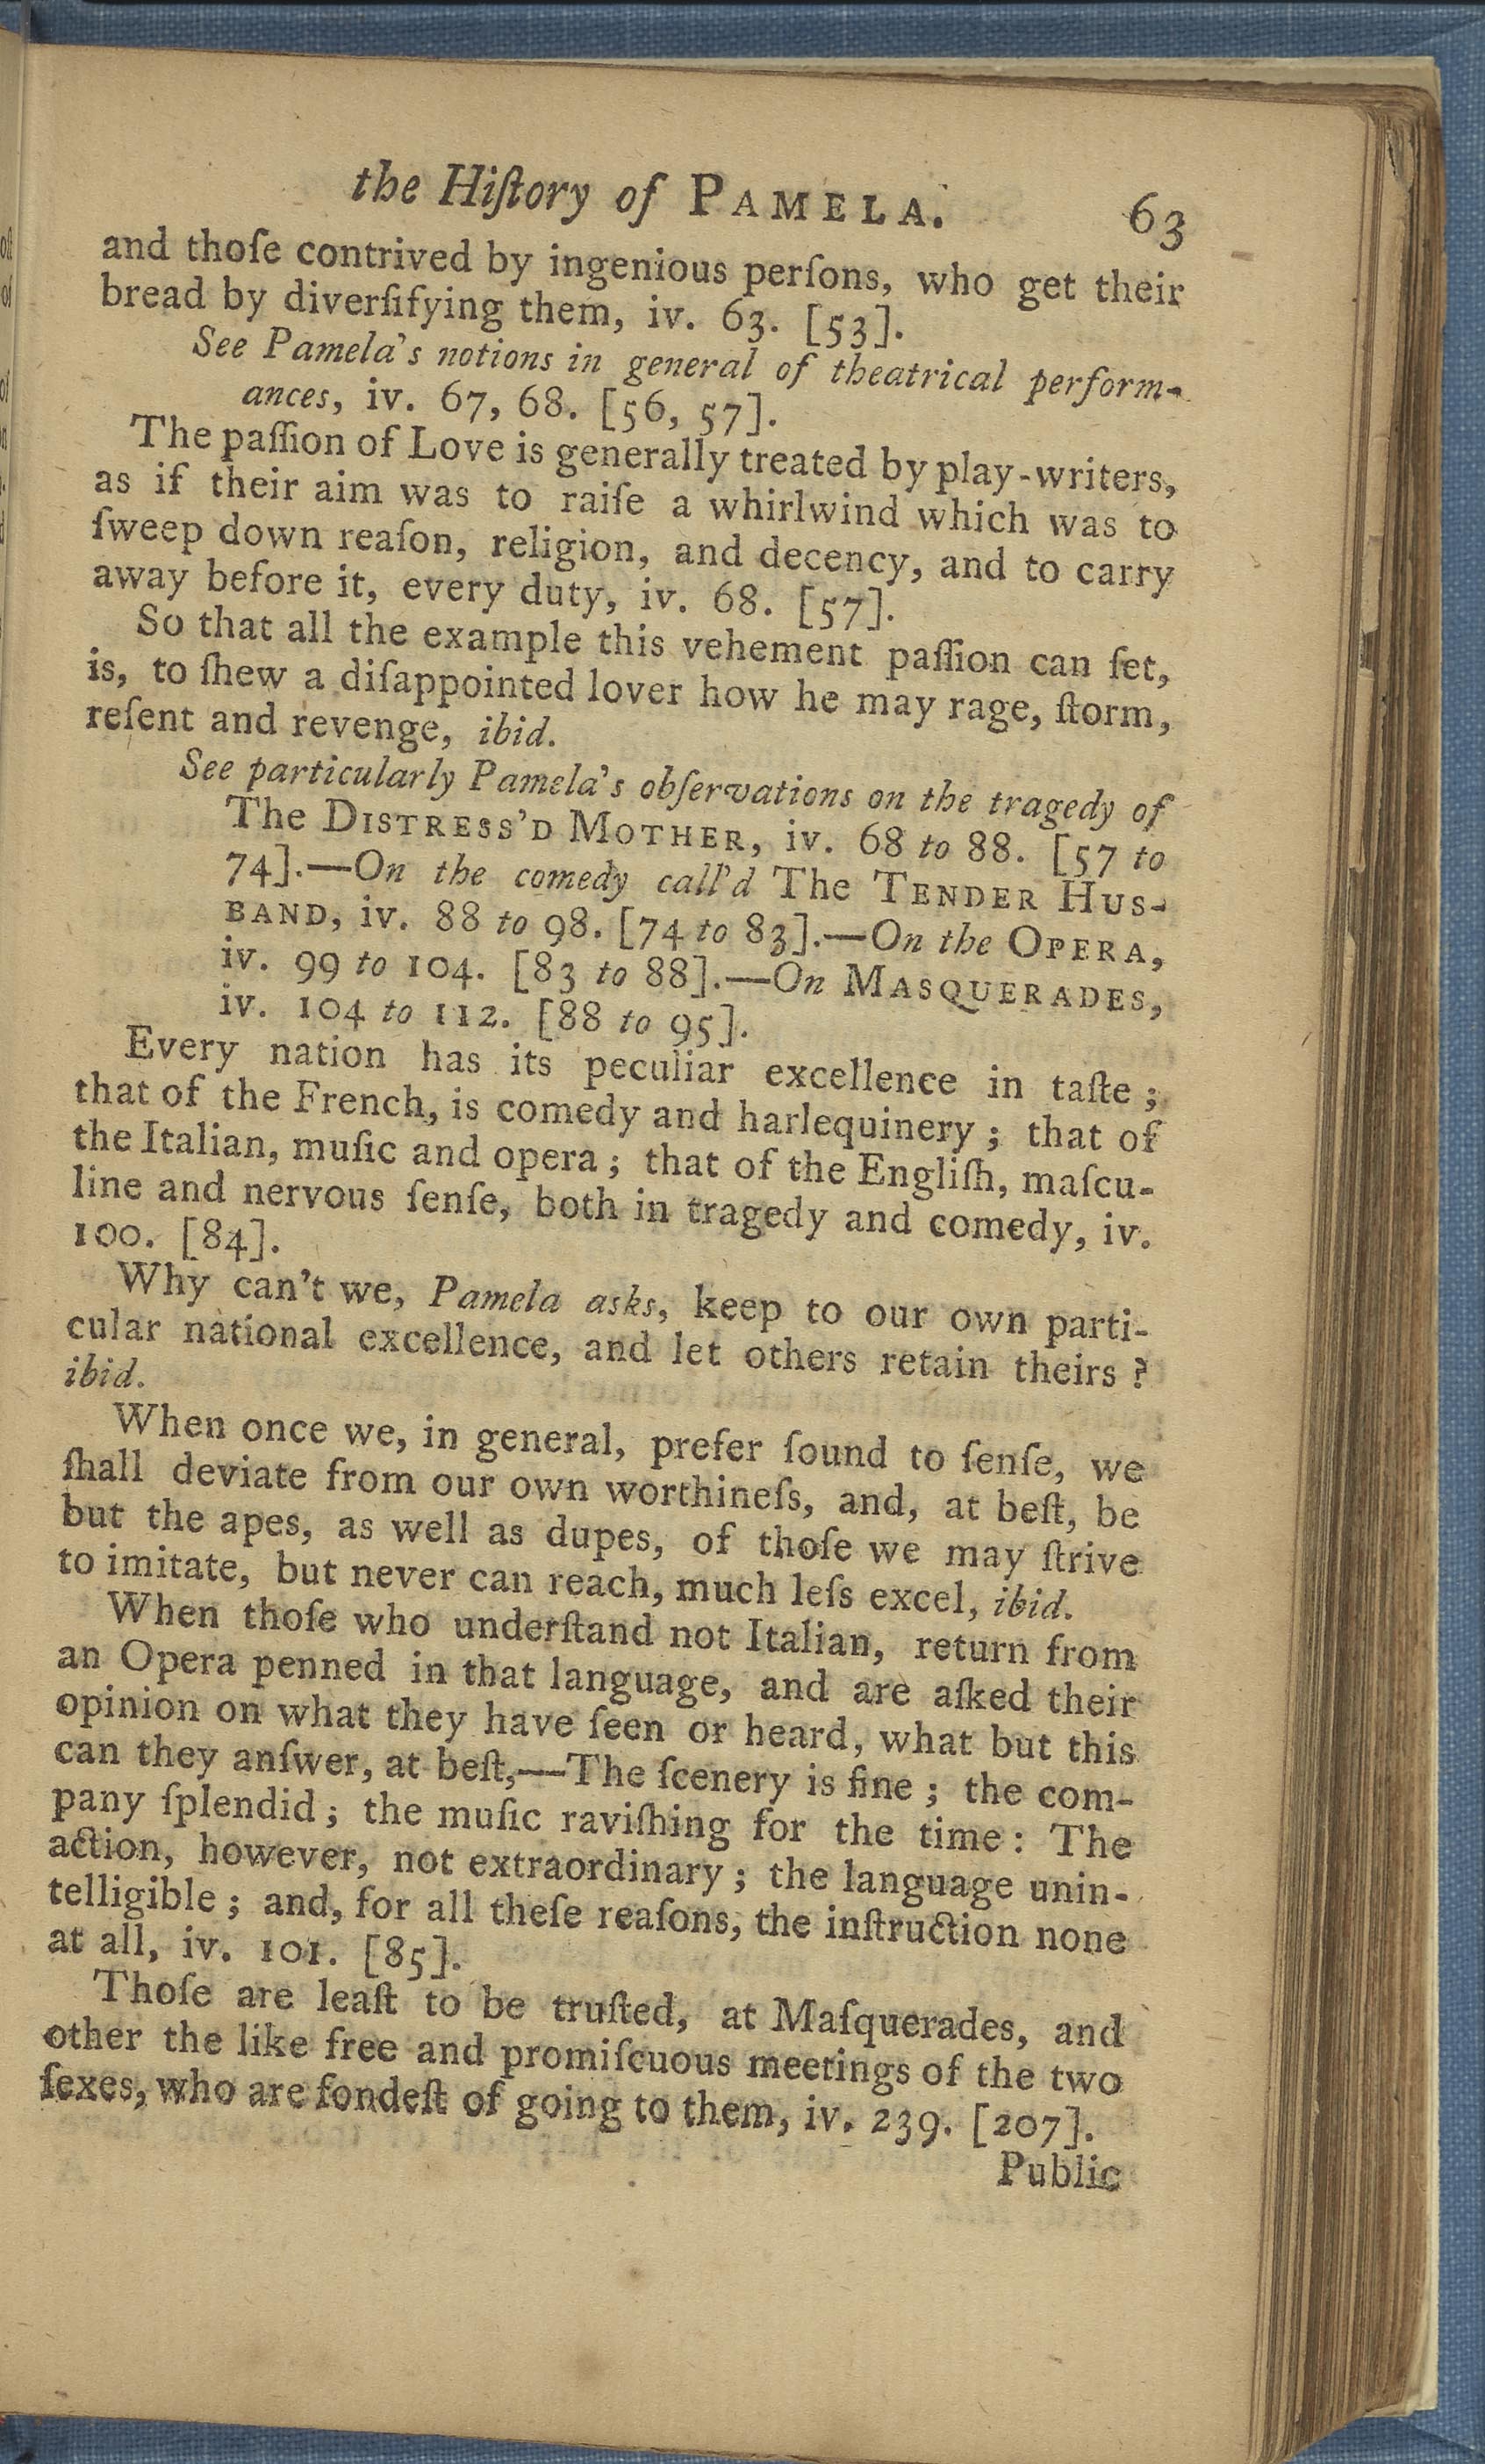 the Hiſtory of PAMELA. 63
and thoſe contrived by ingenious perſons, who get their
bread by diverſifying them, iv. 63. [53].
See Pamela's notions in general of theatrical perform-
ances, iv. 67, 68. [56, 57].
The paſſion of Love is generally treated by play-writers,
as if their aim was to raiſe a whirlwind which was to
ſweep down reaſon, religion, and decency, and to carry
away before it, every duty, iv. 68. [57].
So that all the example this vehement paſſion can ſet,
is, to ſhew a diſappointed lover how he may rage, ſtorm,
reſent and revenge, ibid.
See particularly Pamela's obſervations on the tragedy of
The DISTRESS'D MOTHER, iv. 68 to 88. [57 to
74].—On the comedy call'd The TENDER HUS-
BAND, iv. 88 to 98. [74 to 83].—On the OPERA,
iv. 99 to 104. [83 to 88].—On MASQUERADES,
iv. 104 to 112. [88 to 95].
Every nation has its peculiar excellence in taſte;
that of the French, is comedy and harlequinery; that of
the Italian, muſic and opera; that of the Engliſh, maſcu-
line and nervous ſenſe, both in tragedy and comedy, iv.
100. [84].
Why can't we, Pamela asks, keep to our own parti-
cular national excellence, and let others retain theirs?
ibid.
When once we, in general, prefer ſound to ſenſe, we
ſhall deviate from our own worthineſs, and, at beſt, be
but the apes, as well as dupes, of thoſe we may ſtrive
to imitate, but never can reach, much leſs excel, ibid.
When thoſe who underſtand not Italian, return from
an Opera penned in that language, and are aſked their
opinion on what they have ſeen or heard, what but this
can they anſwer, at beſt,—The ſcenery is fine; the com-
pany ſplendid; the muſic raviſhing for the time: The
action, however, not extraordinary; the language unin-
telligible; and, for all theſe reaſons, the inſtruction none
at all, iv. 101. [85].
Thoſe are leaſt to be truſted, at Maſquerades, and
other the like free and promiſcuous meetings of the two
ſexes, who are fondeſt of going to them, iv. 239. [207].
Public